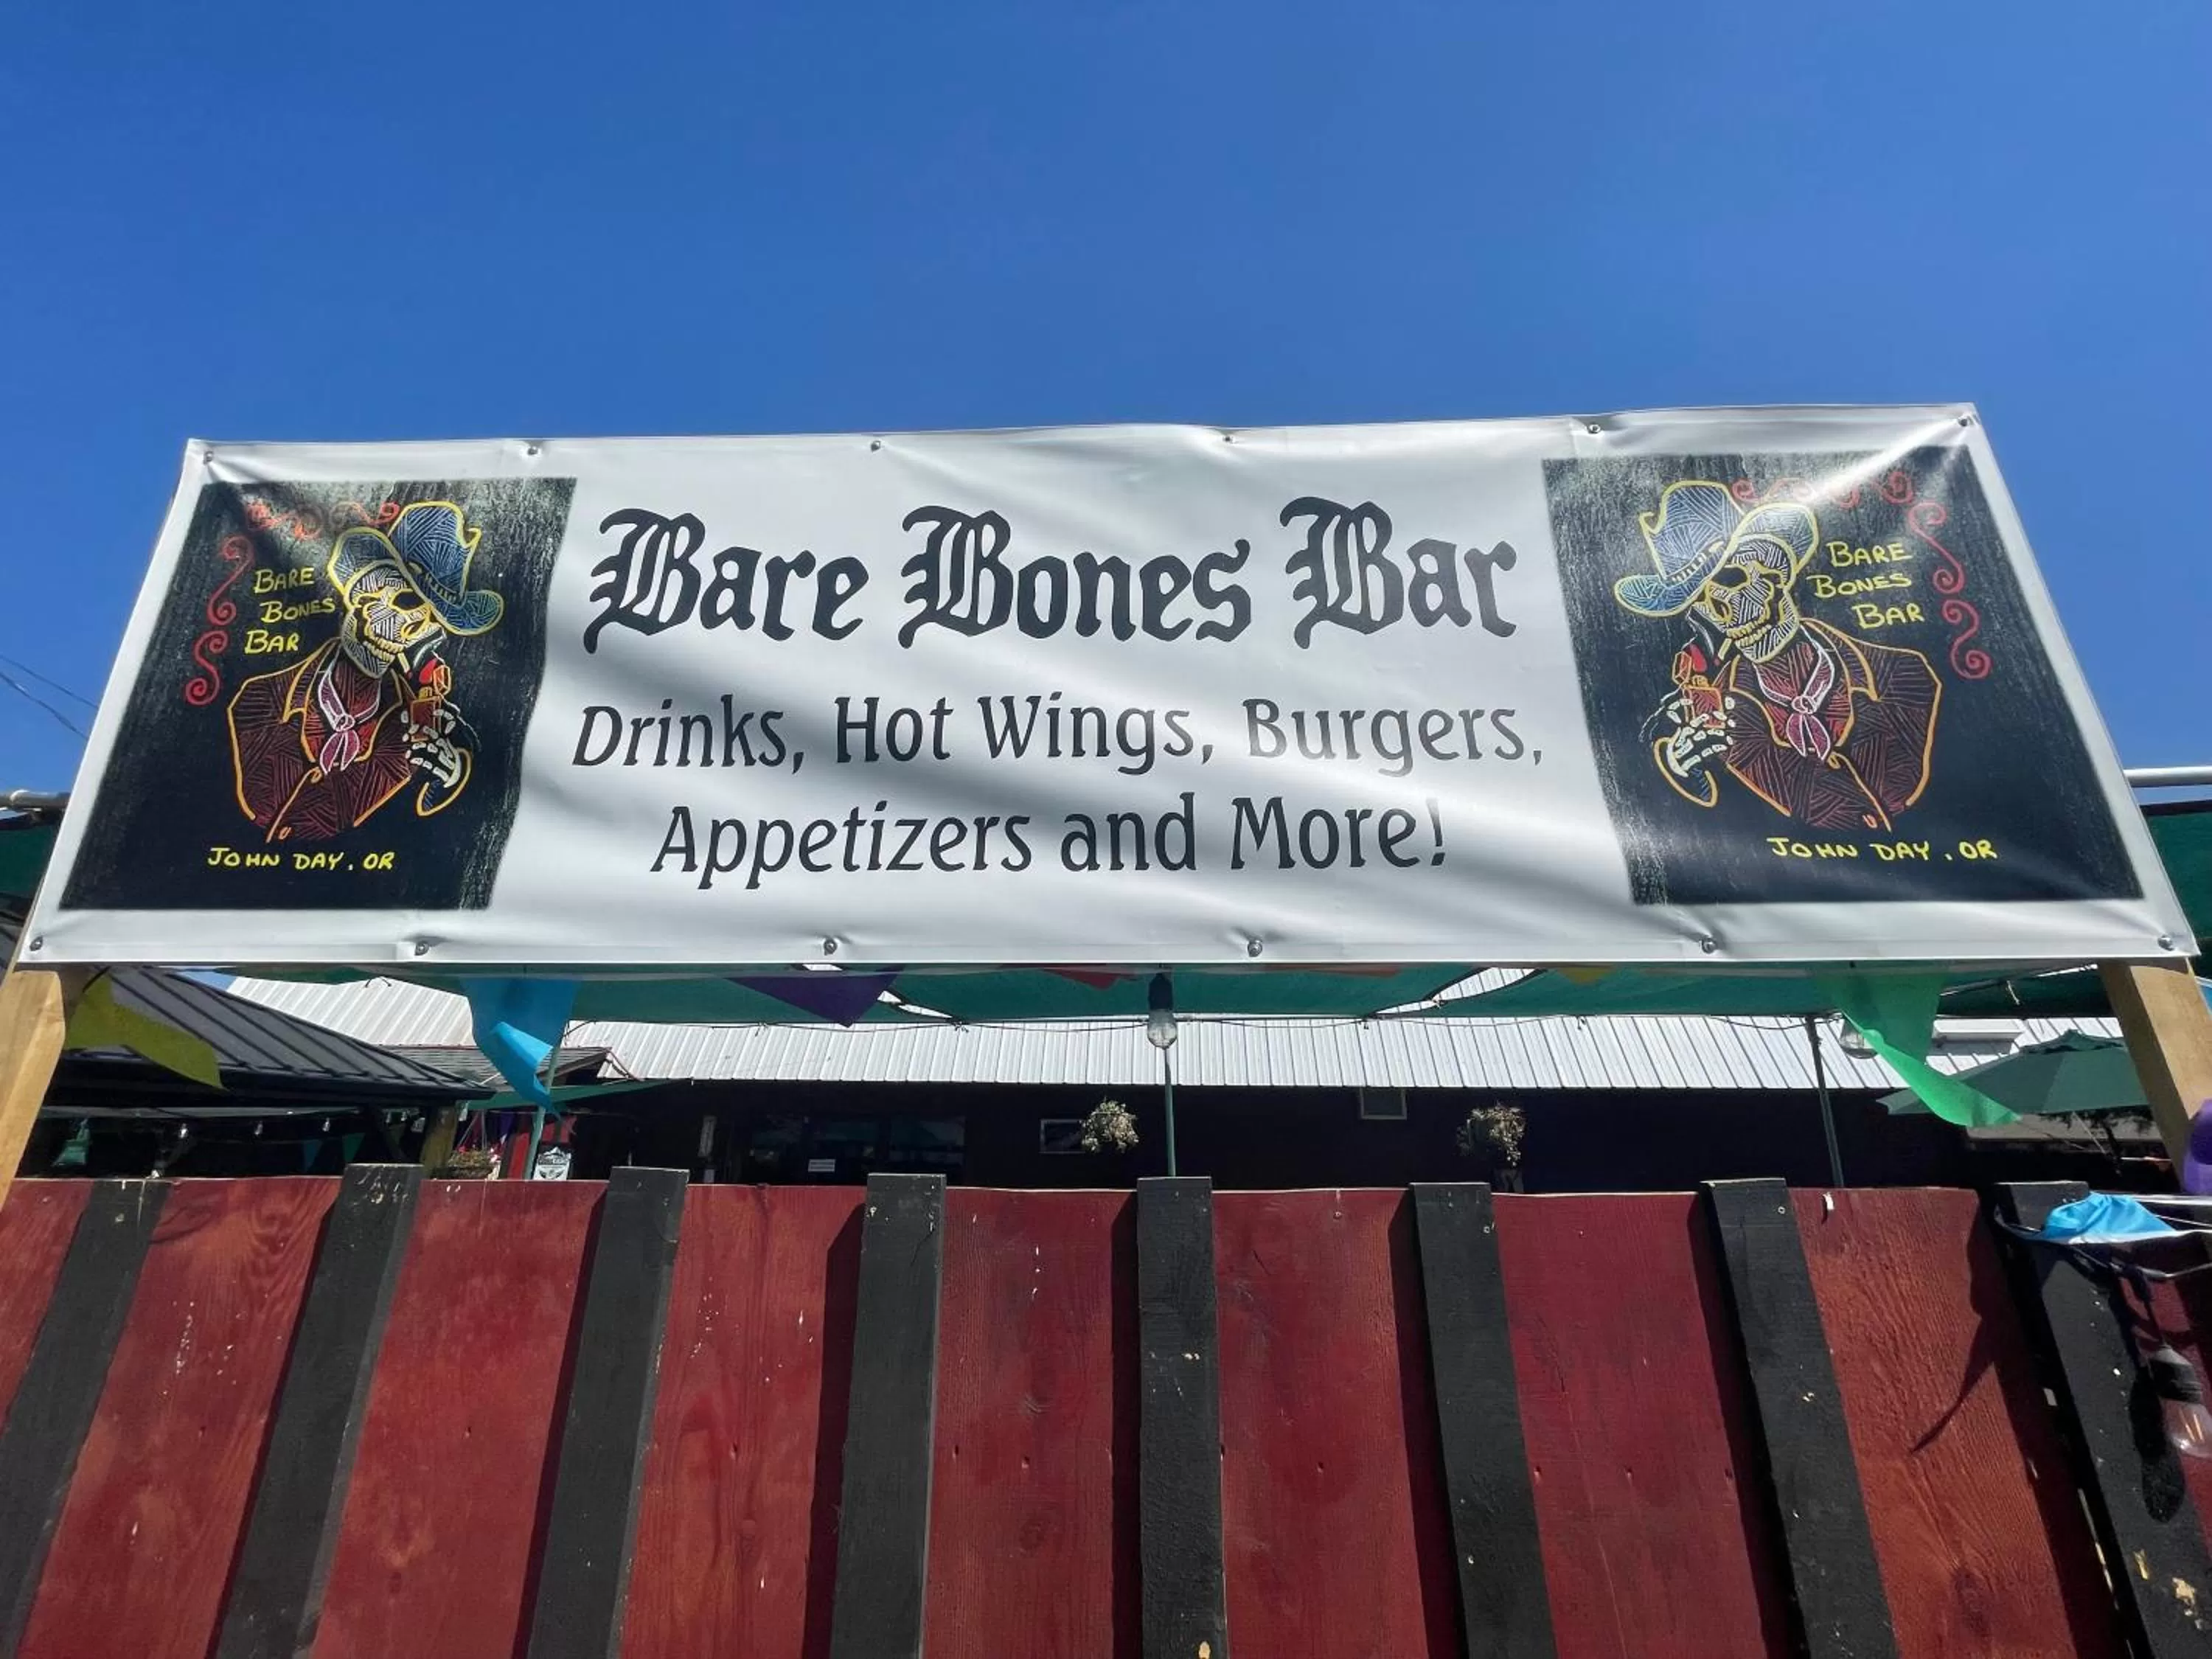 BARE
BONES
BAR
JOHN DAY. OR
Bare Bones Bar
Drinks, Hot Wings, Burgers,
Appetizers and More!
BARE
BONES
BAR
JOHN DAY. OR